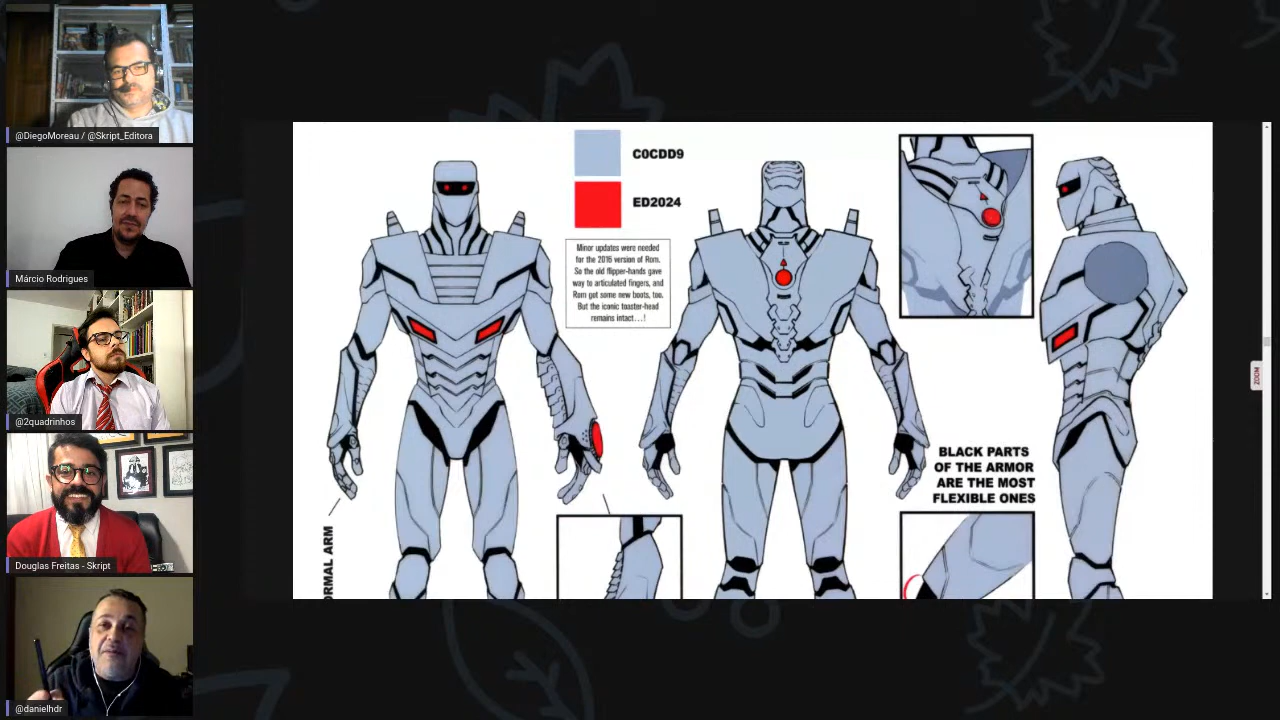 @DiegoMoreau / @Skript_Editora
Márcio Rodrigues
@2quadrinhos
Douglas Freitas - Skript
@danielhdr
C0CDD9
ED2024
Minor updates were needed
for the 2016 version of Rom.
So the old flipper-hands gave
way to articulated fingers, and
Rom got some new boots, too.
But the iconic toaster-head
remains intact...!
BLACK PARTS
OF THE ARMOR
ARE THE MOST
FLEXIBLE ONES
ORMAL ARM
ZOOM